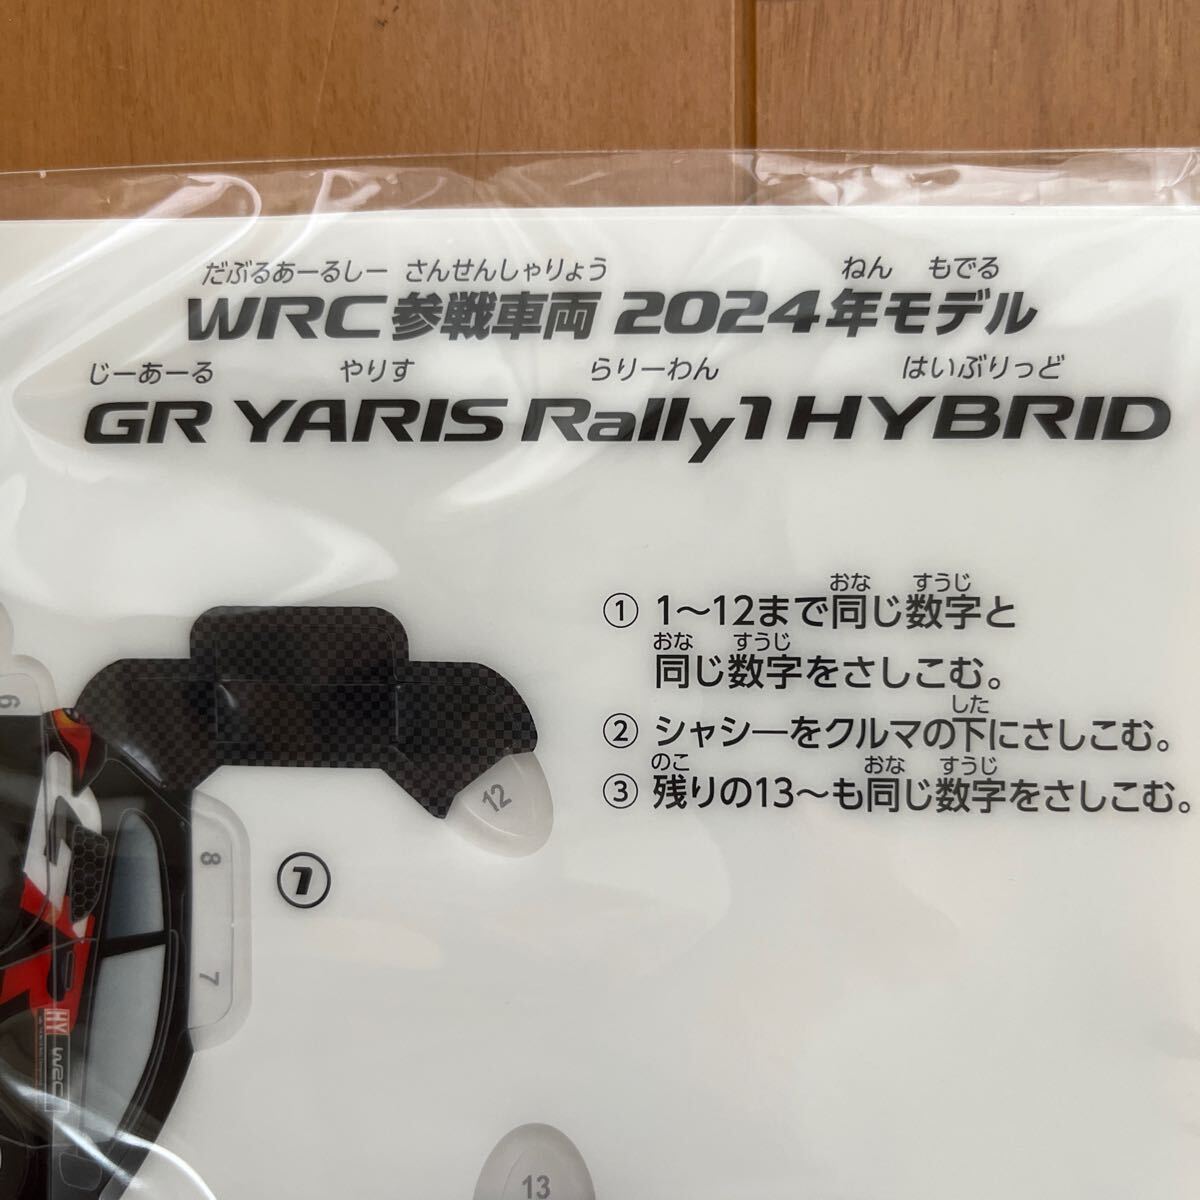 だぶるあーるしー さんせんしゃりょう ねん もでる
WRC参戦車両 2024年モデル
じーあーる やりす らりーわん はいぶりっど
GR YARIS Rally1 HYBRID
おな すうじ
① 1〜12まで同じ数字と
おな すうじ
同じ数字をさしこむ。
した
② シャシーをクルマの下にさしこむ。
のこ おな すうじ
③ 残りの13〜も同じ数字をさしこむ。
6
12
8
①
7
HY WRC
13